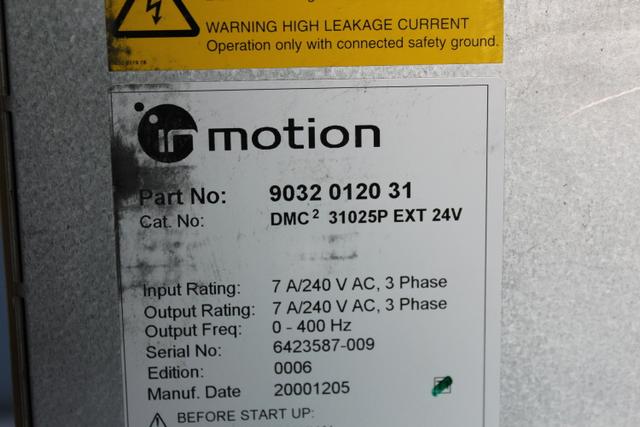 WARNING HIGH LEAKAGE CURRENT
Operation only with connected safety ground.
in motion
Part No: 9032 0120 31
Cat. No: DMC² 31025P EXT 24V
Input Rating: 7 A/240 V AC, 3 Phase
Output Rating: 7 A/240 V AC, 3 Phase
Output Freq: 0 - 400 Hz
Serial No: 6423587-009
Edition: 0006
Manuf. Date 20001205
BEFORE START UP: